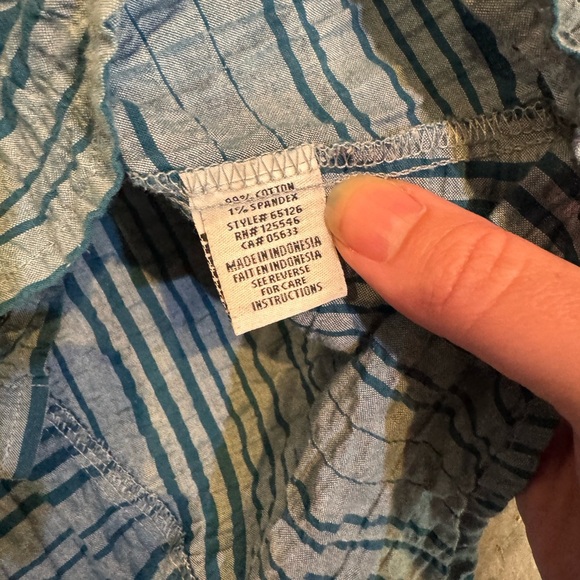 99% COTTON
1% SPANDEX
STYLE# 65126
RN# 125546
CA# 05633
MADE IN INDONESIA
FAIT EN INDONESIA
SEE REVERSE
FOR CARE
INSTRUCTIONS